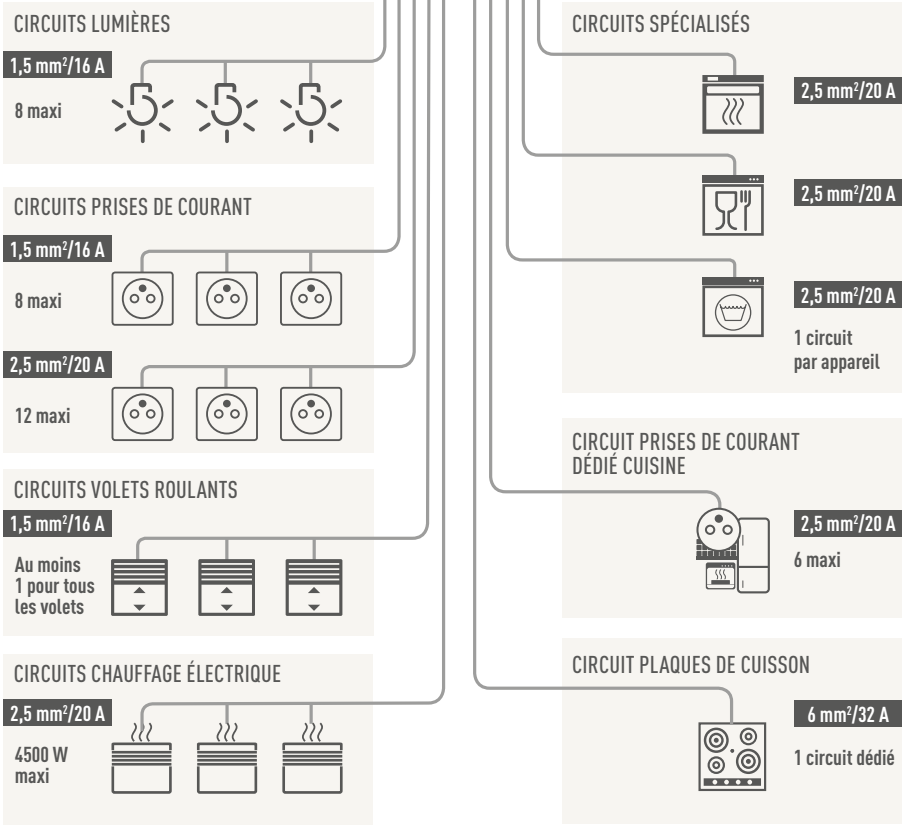 CIRCUITS LUMIÈRES
1,5 mm²/16 A
8 maxi
CIRCUITS PRISES DE COURANT
1,5 mm²/16 A
8 maxi
2,5 mm²/20 A
12 maxi
CIRCUITS VOLETS ROULANTS
1,5 mm²/16 A
Au moins
1 pour tous
les volets
CIRCUITS CHAUFFAGE ÉLECTRIQUE
2,5 mm²/20 A
4500 W
maxi
CIRCUITS SPÉCIALISÉS
2,5 mm²/20 A
2,5 mm²/20 A
2,5 mm²/20 A
1 circuit
par appareil
CIRCUIT PRISES DE COURANT
DÉDIÉ CUISINE
2,5 mm²/20 A
6 maxi
CIRCUIT PLAQUES DE CUISSON
6 mm²/32 A
1 circuit dédié